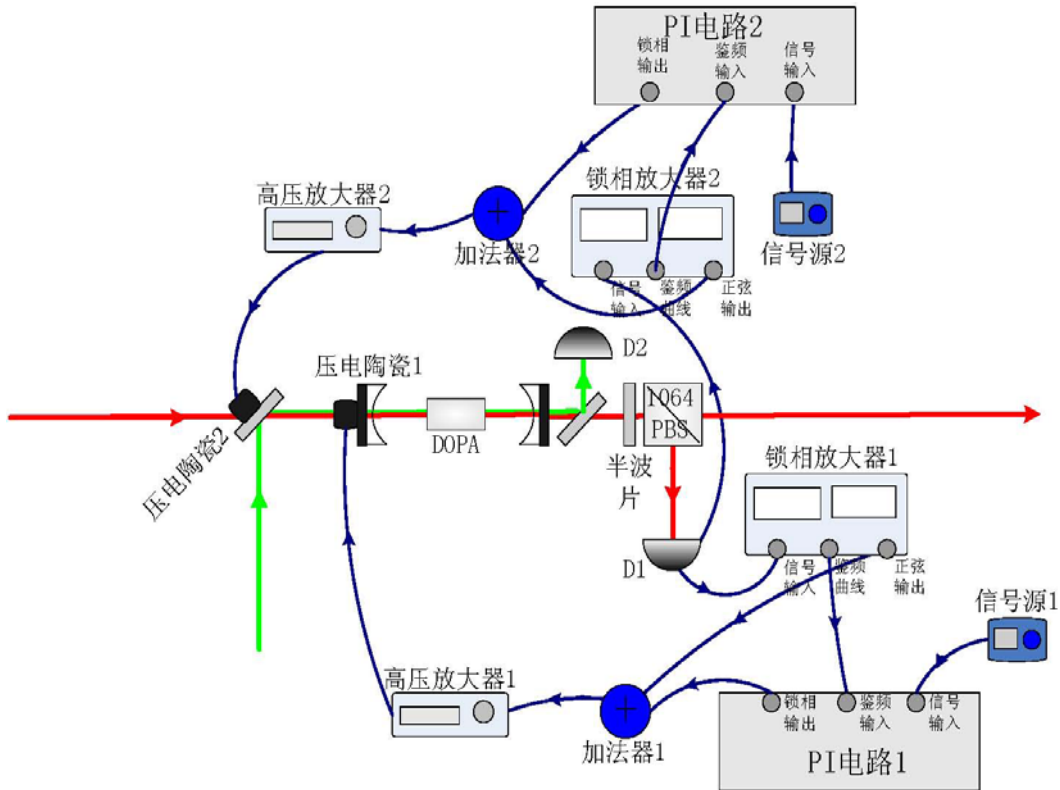 PI电路2
锁相
输出
鉴频
输入
信号
输入
高压放大器2
加法器2
锁相放大器2
信号
输入
鉴频
曲线
正弦
输出
信号源2
D2
压电陶瓷1
DOPA
压电陶瓷2
1064
PBS
半波
片
D1
锁相放大器1
信号
输入
鉴频
曲线
正弦
输出
信号源1
高压放大器1
加法器1
锁相
输出
鉴频
输入
信号
输入
PI电路1